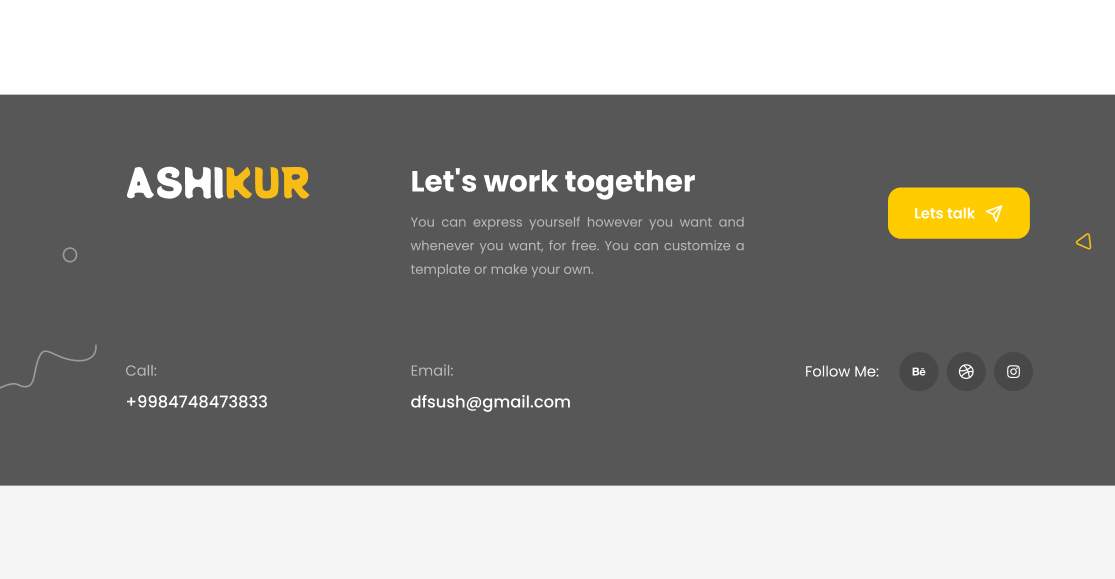 ASHIKUR
Let's work together
You can express yourself however you want and
whenever you want, for free. You can customize a
template or make your own.
Lets talk
Call:
+9984748473833
Email:
dfsush@gmail.com
Follow Me:
Bē